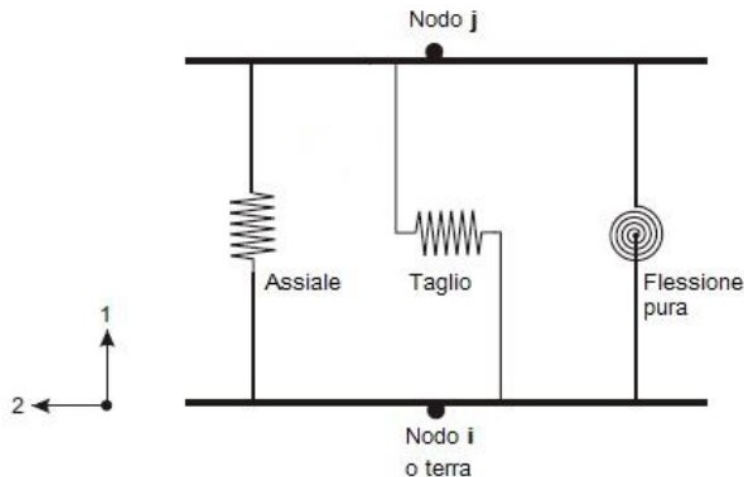 Nodo j
Assiale
Taglio
Flessione
pura
1
2
Nodo i
o terra